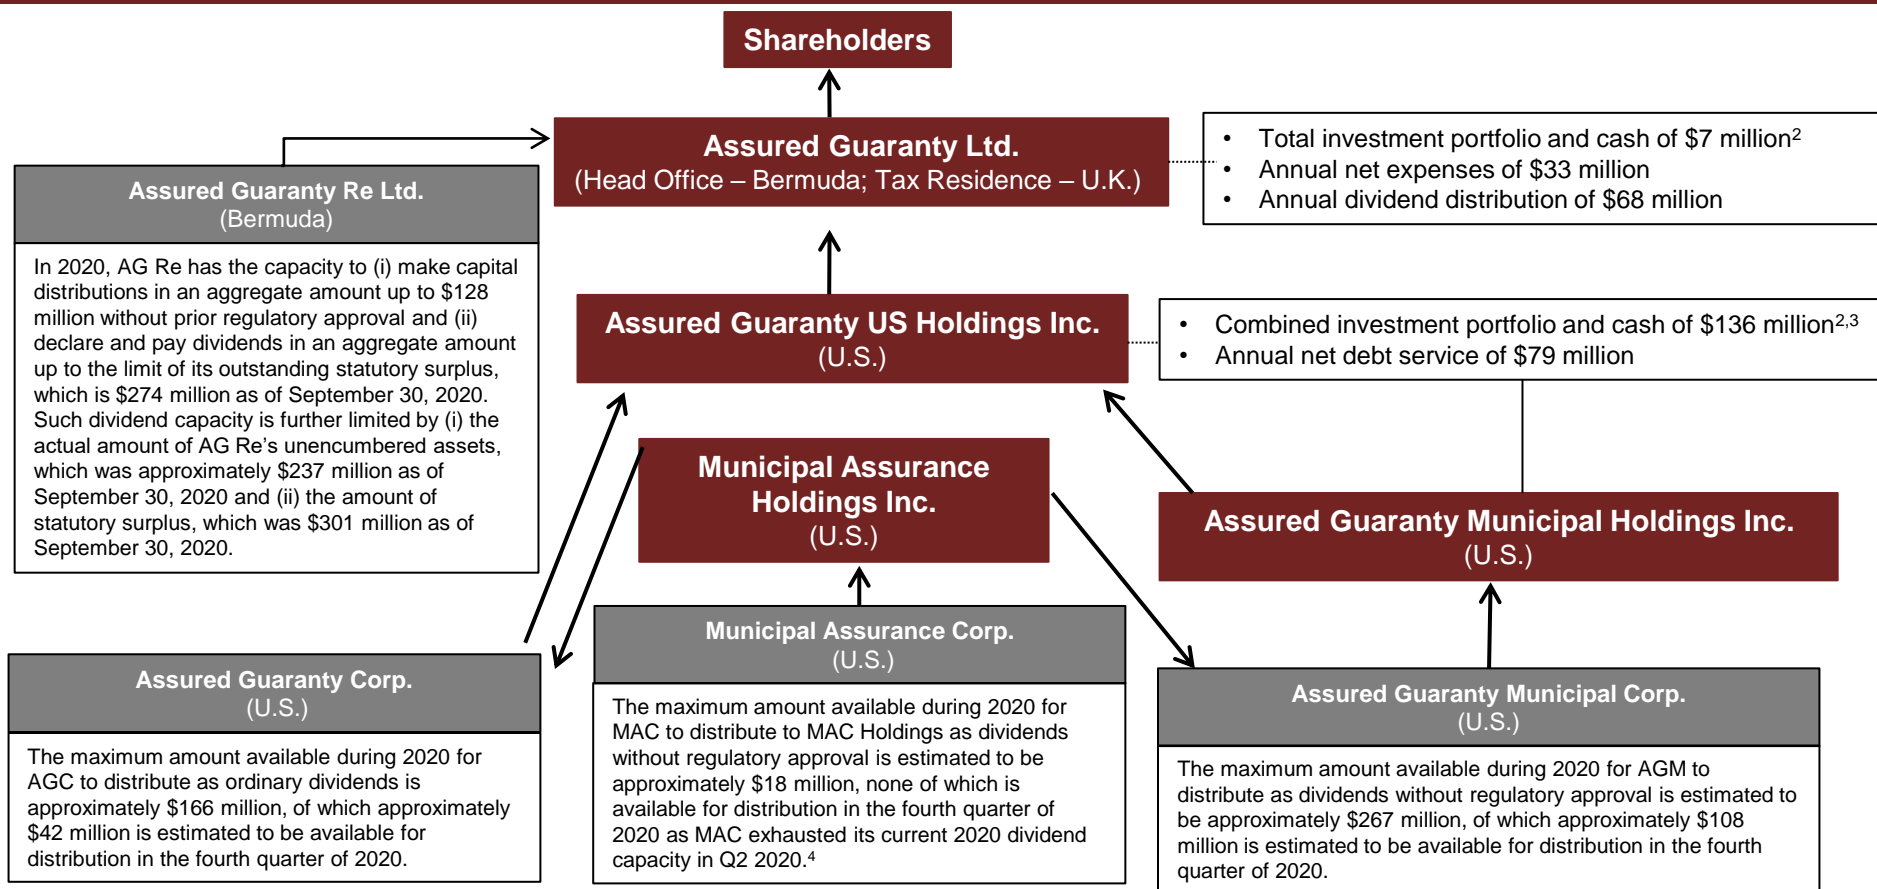 Shareholders
Assured Guaranty Ltd.
(Head Office – Bermuda; Tax Residence – U.K.)
• Total investment portfolio and cash of $7 million2
• Annual net expenses of $33 million
• Annual dividend distribution of $68 million
Assured Guaranty Re Ltd.
(Bermuda)
In 2020, AG Re has the capacity to (i) make capital
distributions in an aggregate amount up to $128
million without prior regulatory approval and (ii)
declare and pay dividends in an aggregate amount
up to the limit of its outstanding statutory surplus,
which is $274 million as of September 30, 2020.
Such dividend capacity is further limited by (i) the
actual amount of AG Re's unencumbered assets,
which was approximately $237 million as of
September 30, 2020 and (ii) the amount of
statutory surplus, which was $301 million as of
September 30, 2020.
Assured Guaranty US Holdings Inc.
(U.S.)
• Combined investment portfolio and cash of $136 million2,3
• Annual net debt service of $79 million
Municipal Assurance
Holdings Inc.
(U.S.)
Assured Guaranty Municipal Holdings Inc.
(U.S.)
Assured Guaranty Corp.
(U.S.)
The maximum amount available during 2020 for
AGC to distribute as ordinary dividends is
approximately $166 million, of which approximately
$42 million is estimated to be available for
distribution in the fourth quarter of 2020.
Municipal Assurance Corp.
(U.S.)
The maximum amount available during 2020 for
MAC to distribute to MAC Holdings as dividends
without regulatory approval is estimated to be
approximately $18 million, none of which is
available for distribution in the fourth quarter of
2020 as MAC exhausted its current 2020 dividend
capacity in Q2 2020.4
Assured Guaranty Municipal Corp.
(U.S.)
The maximum amount available during 2020 for AGM to
distribute as dividends without regulatory approval is estimated to
be approximately $267 million, of which approximately $108
million is estimated to be available for distribution in the fourth
quarter of 2020.